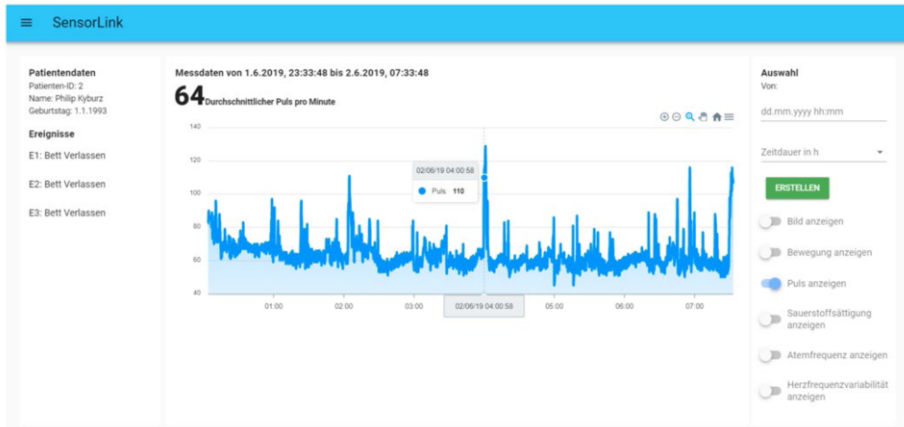 SensorLink
Patientendaten
Patienten-ID: 2
Name: Philip Kyburz
Geburtstag: 1.1.1993
Ereignisse
E1: Bett Verlassen
E2: Bett Verlassen
E3: Bett Verlassen
Messdaten von 1.6.2019, 23:33:48 bis 2.6.2019, 07:33:48
64 Durchschnittlicher Puls pro Minute
140
120
100
80
60
40
02/06/19 04:00:58
Puls 110
01:00 02:00 03:00 02/06/19 04:00:58 05:00 06:00 07:00
Auswahl
Von:
dd.mm.yyyy hh:mm
Zeitdauer in h
ERSTELLEN
Bild anzeigen
Bewegung anzeigen
Puls anzeigen
Sauerstoffsättigung
anzeigen
Atemfrequenz anzeigen
Herzfrequenzvariabilität
anzeigen